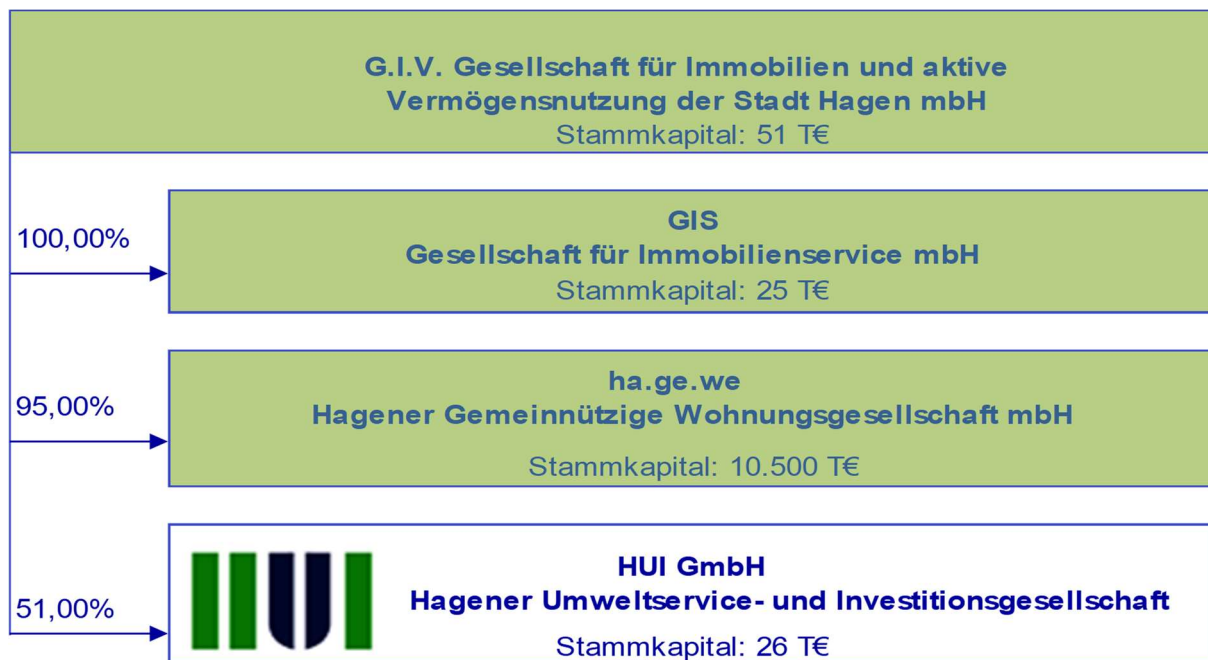 G.I.V. Gesellschaft für Immobilien und aktive
Vermögensnutzung der Stadt Hagen mbH
Stammkapital: 51 T€
100,00%
GIS
Gesellschaft für Immobilienservice mbH
Stammkapital: 25 T€
95,00%
ha.ge.we
Hagener Gemeinnützige Wohnungsgesellschaft mbH
Stammkapital: 10.500 T€
51,00%
HUI GmbH
Hagener Umweltservice- und Investitionsgesellschaft
Stammkapital: 26 T€